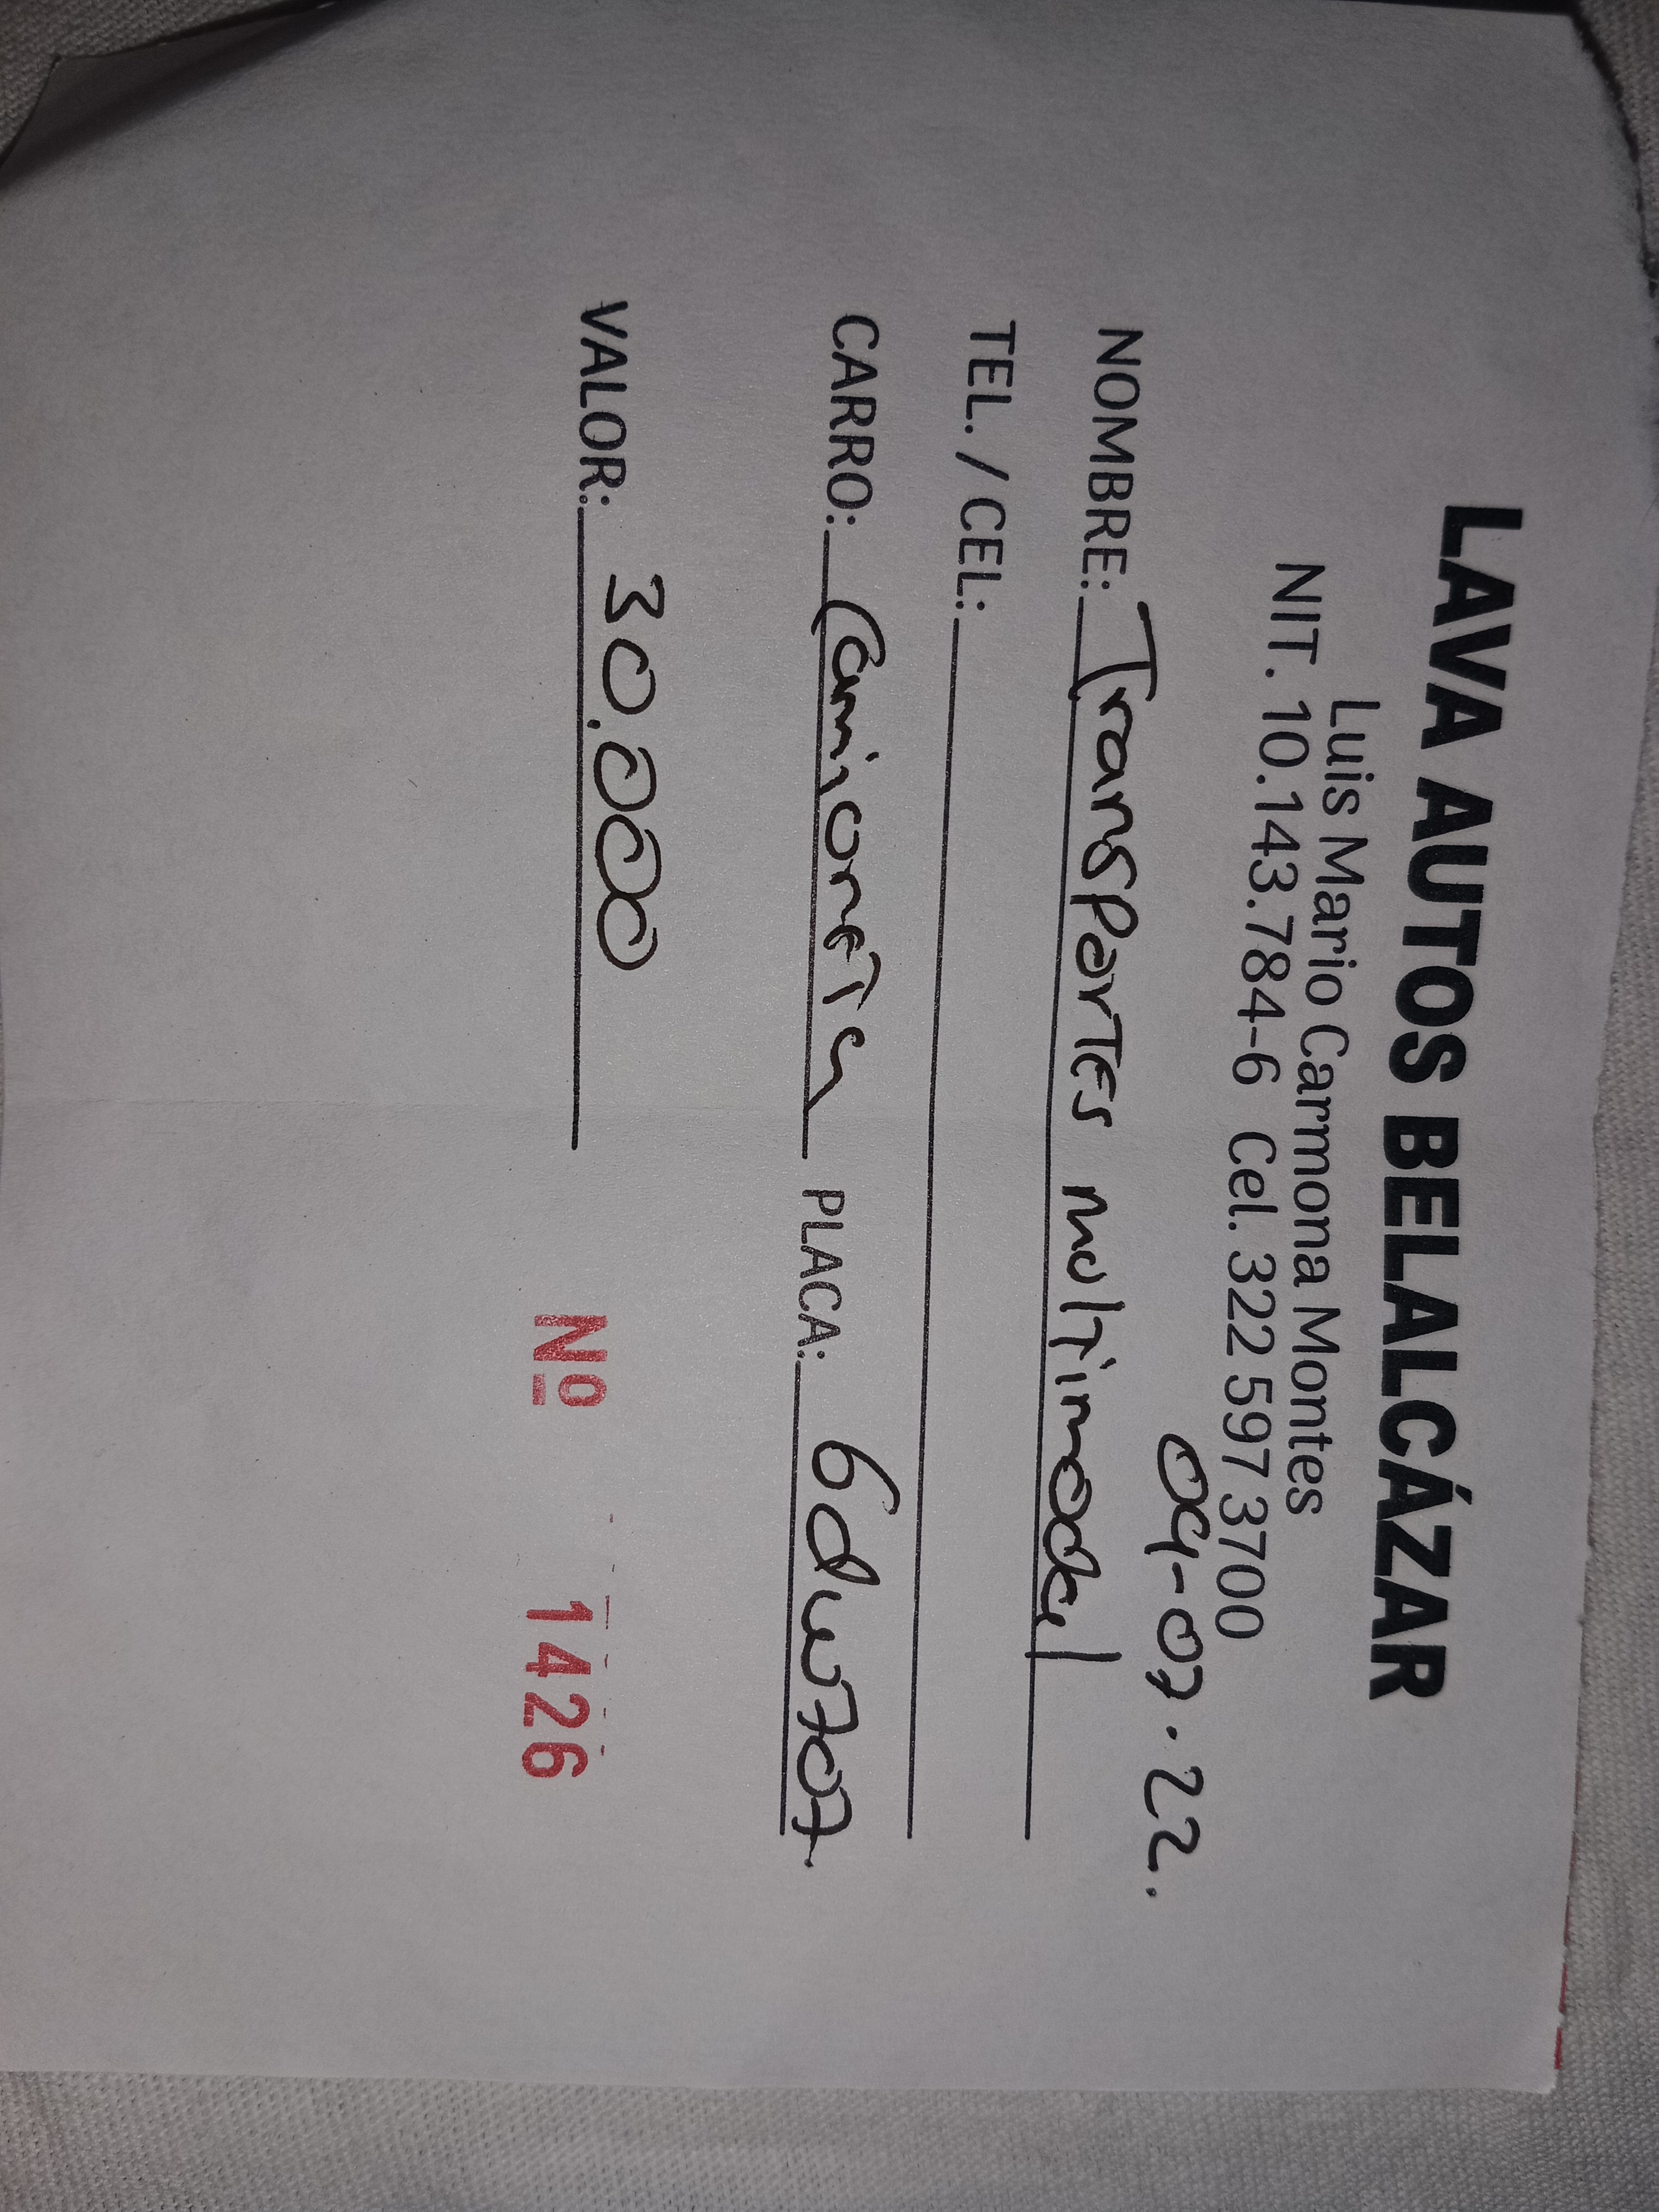 LAVA AUTOS BELALCÁZAR
Luis Mario Carmona Montes
NIT. 10.143.784-6 Cel. 322 597 3700
04-07.22.
NOMBRE: Transportes multimodal
TEL. / CEL:
CARRO: Camioneta PLACA: 6duw707.
VALOR: 30.000
Nº 1426